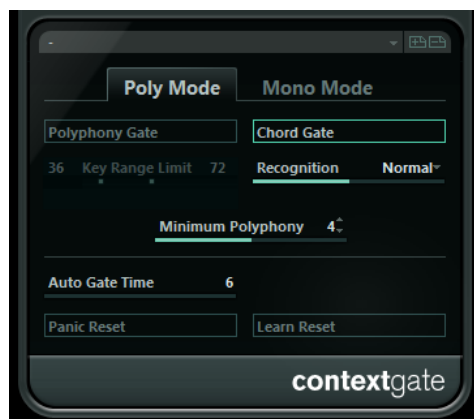 -
Poly Mode Mono Mode
Polyphony Gate Chord Gate
36 Key Range Limit 72 Recognition Normal
Minimum Polyphony 4
Auto Gate Time 6
Panic Reset Learn Reset
contextgate